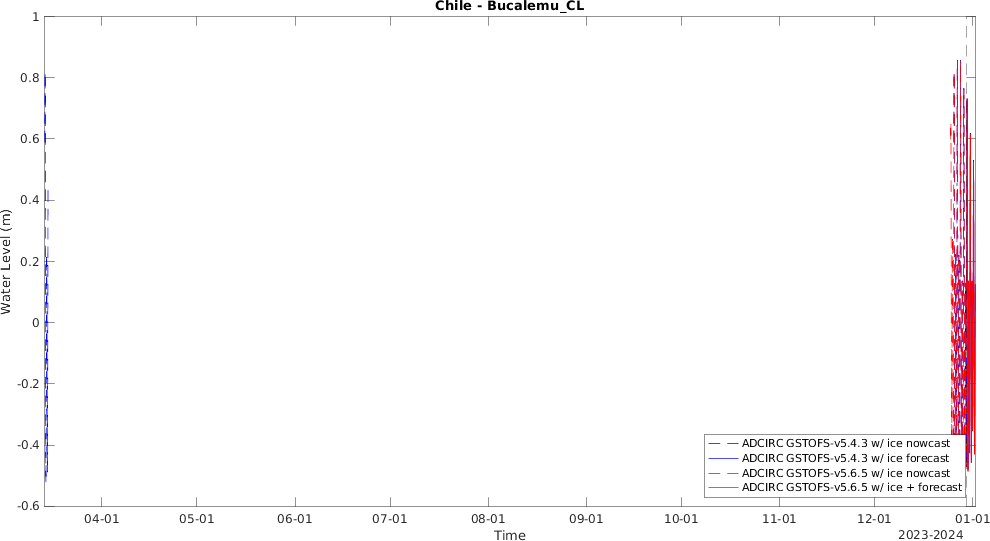 Chile - Bucalemu_CL
Water Level (m)
1
0.8
0.6
0.4
0.2
0
-0.2
-0.4
-0.6
ADCIRC GSTOFS-v5.4.3 w/ ice nowcast
ADCIRC GSTOFS-v5.4.3 w/ ice forecast
ADCIRC GSTOFS-v5.6.5 w/ ice nowcast
ADCIRC GSTOFS-v5.6.5 w/ ice + forecast
04-01 05-01 06-01 07-01 08-01 09-01 10-01 11-01 12-01 01-01
Time
2023-2024